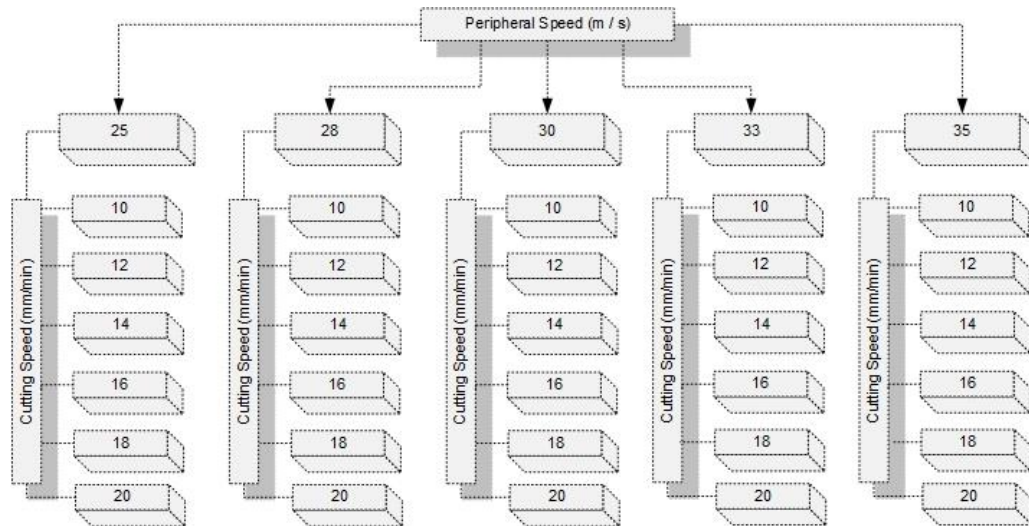 Peripheral Speed (m / s)
25 28 30 33 35
Cutting Speed (mm/min) Cutting Speed (mm/min) Cutting Speed (mm/min) Cutting Speed (mm/min) Cutting Speed (mm/min)
10 10 10 10 10
12 12 12 12 12
14 14 14 14 14
16 16 16 16 16
18 18 18 18 18
20 20 20 20 20